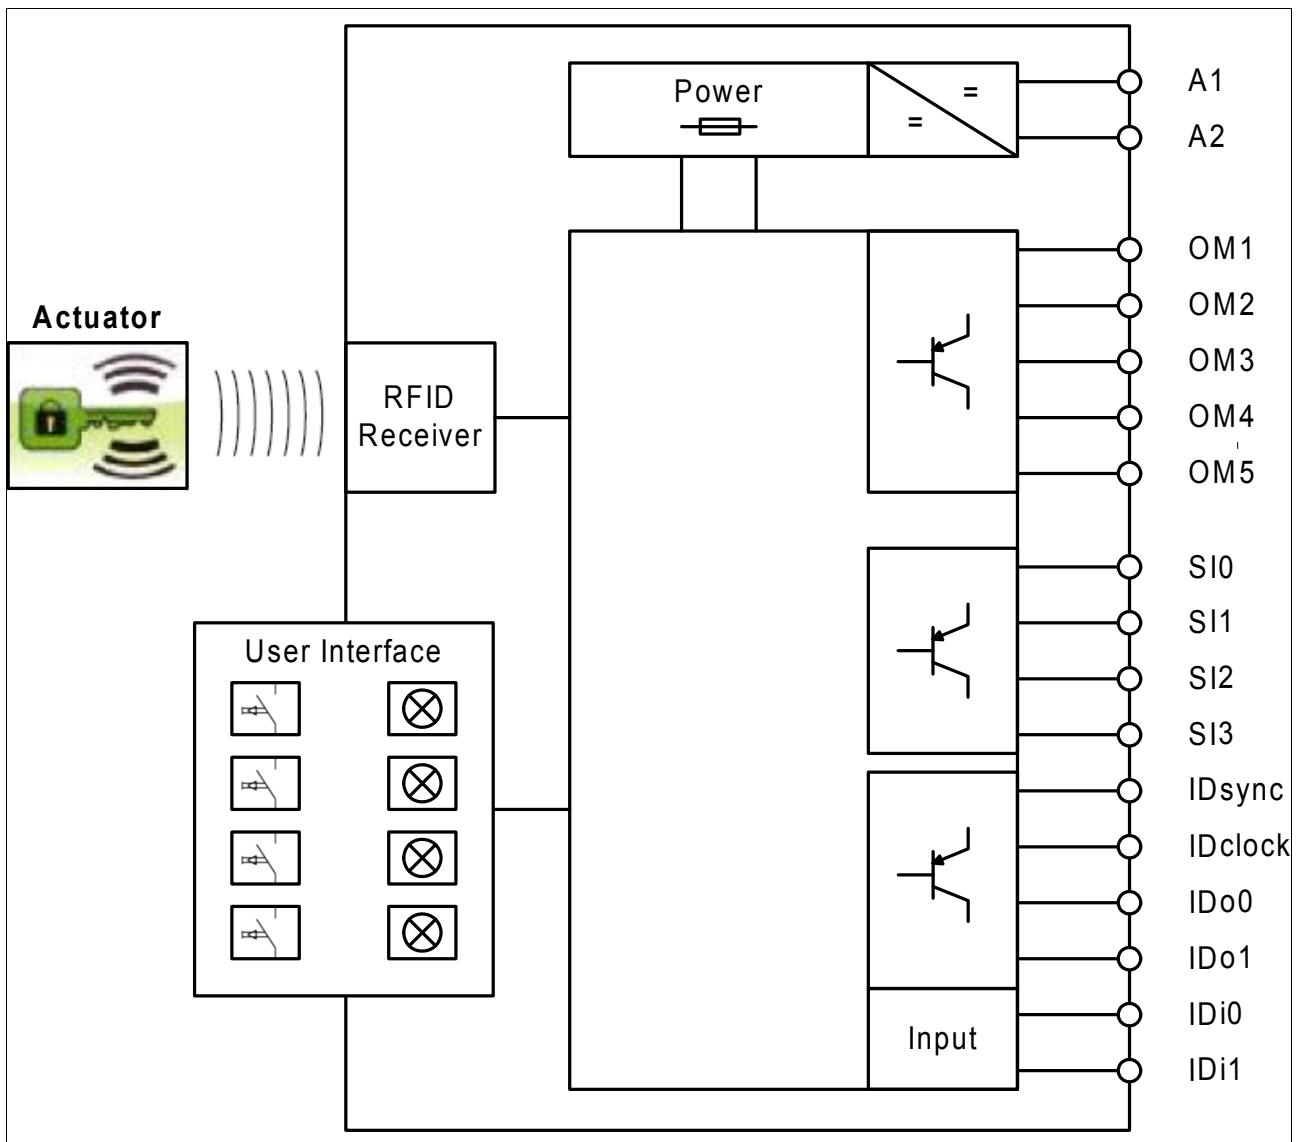 Power
=
=
A1
A2
OM1
OM2
OM3
OM4
OM5
Actuator
RFID
Receiver
SI0
SI1
SI2
SI3
User Interface
IDsync
IDclock
IDo0
IDo1
Input
IDi0
IDi1